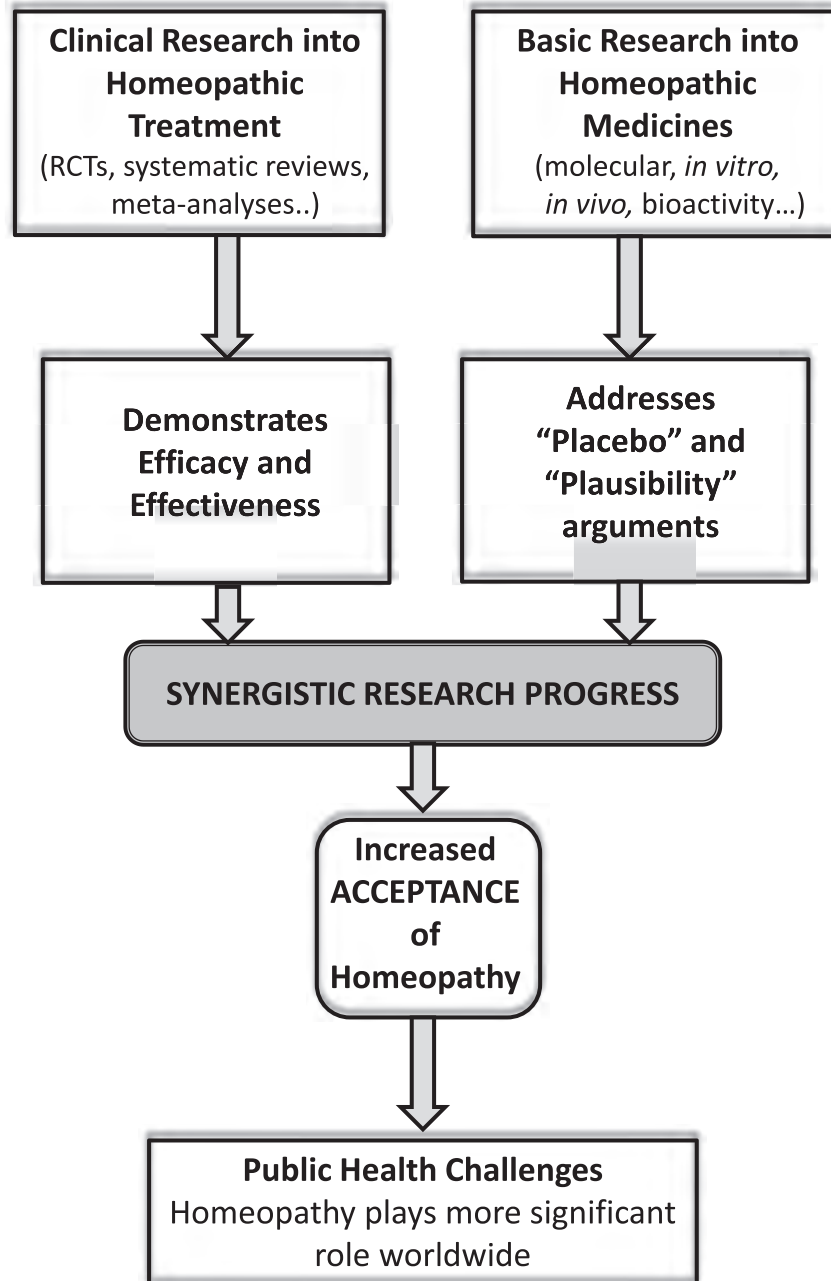 Clinical Research into
Homeopathic
Treatment
(RCTs, systematic reviews,
meta-analyses..)
Basic Research into
Homeopathic
Medicines
(molecular, in vitro,
in vivo, bioactivity...)
Demonstrates
Efficacy and
Effectiveness
Addresses
“Placebo” and
“Plausibility”
arguments
SYNERGISTIC RESEARCH PROGRESS
Increased
ACCEPTANCE
of
Homeopathy
Public Health Challenges
Homeopathy plays more significant
role worldwide